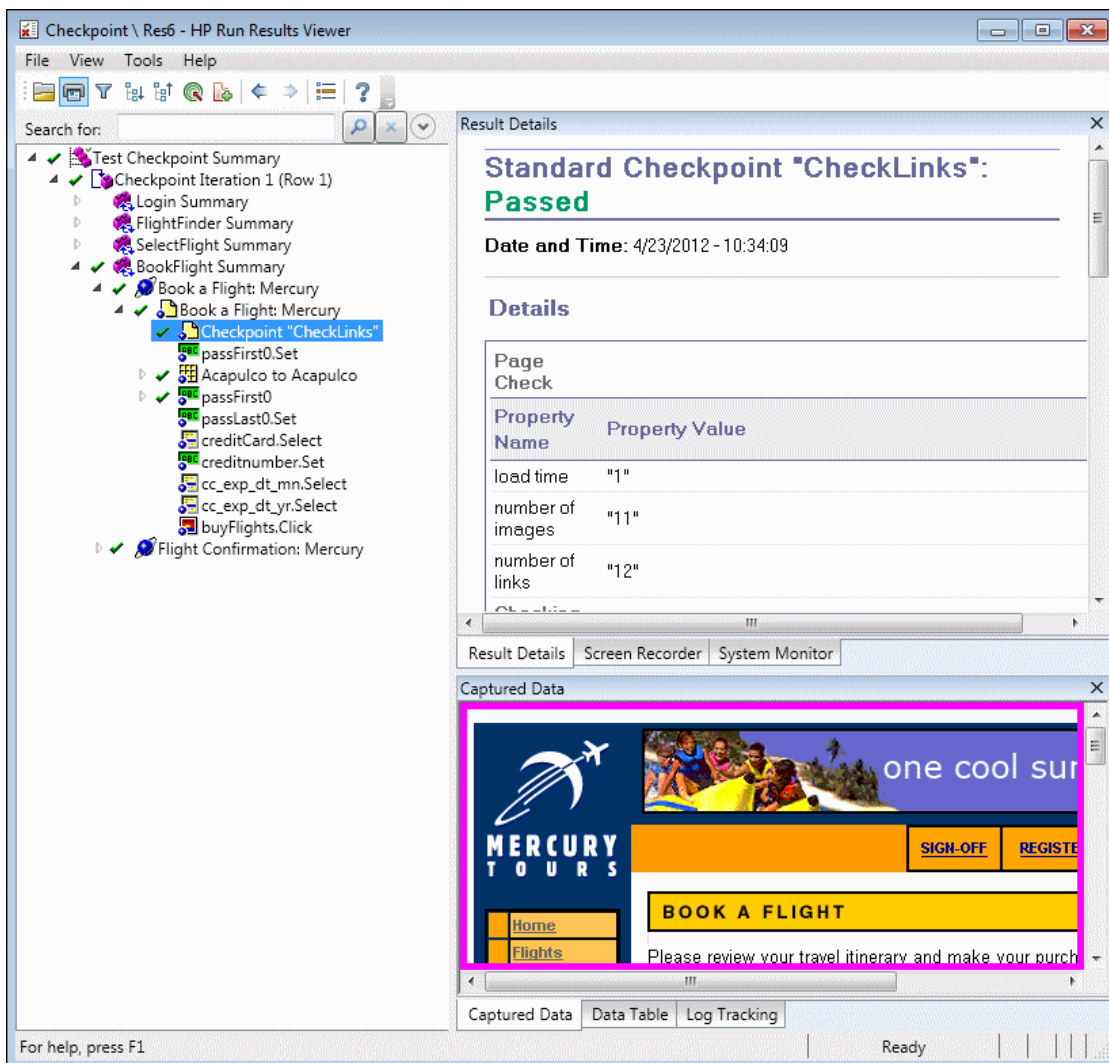 Checkpoint \ Res6 - HP Run Results Viewer
File View Tools Help
Search for:
Test Checkpoint Summary
Checkpoint Iteration 1 (Row 1)
Login Summary
FlightFinder Summary
SelectFlight Summary
BookFlight Summary
Book a Flight: Mercury
Book a Flight: Mercury
Checkpoint "CheckLinks"
passFirst0.Set
Acapulco to Acapulco
passFirst0
passLast0.Set
creditCard.Select
creditnumber.Set
cc_exp_dt_mn.Select
cc_exp_dt_yr.Select
buyFlights.Click
Flight Confirmation: Mercury
Result Details
Standard Checkpoint "CheckLinks":
Passed
Date and Time: 4/23/2012 - 10:34:09
Details
Page
Check
Property
Name
Property Value
load time "1"
number of
images
"11"
number of
links
"12"
Result Details Screen Recorder System Monitor
Captured Data
one cool sur
MERCURY
TOURS
SIGN-OFF REGISTE
BOOK A FLIGHT
Home
Flights
Please review your travel itinerary and make your purch
Captured Data Data Table Log Tracking
For help, press F1 Ready